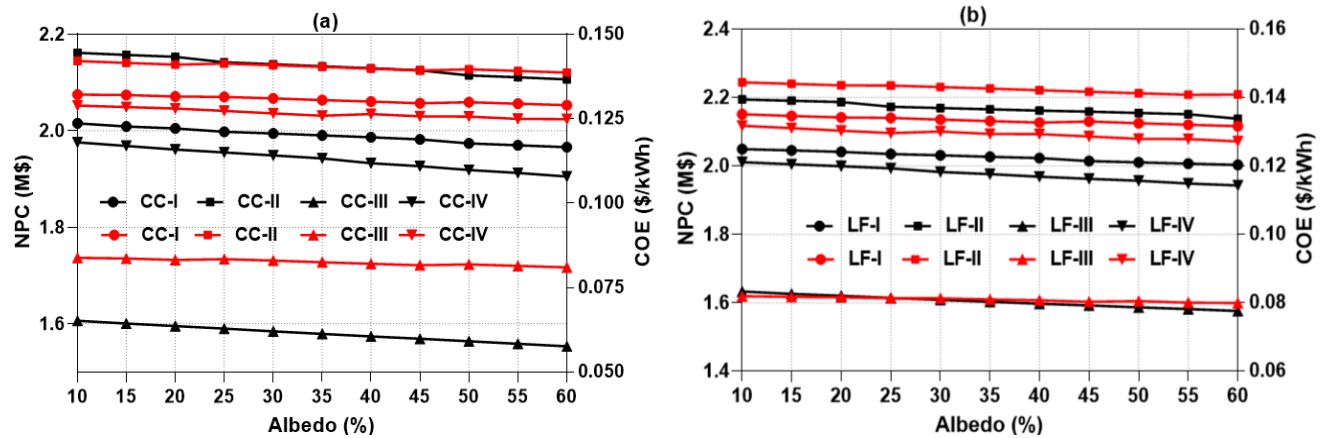 (a)
2.2
2.0
1.8
1.6
NPC (M$)
0.150
0.125
0.100
0.075
0.050
COE ($/kWh)
CC-I CC-II CC-III CC-IV
CC-I CC-II CC-III CC-IV
10 15 20 25 30 35 40 45 50 55 60
Albedo (%)
(b)
2.4
2.2
2.0
1.8
1.6
1.4
NPC (M$)
0.16
0.14
0.12
0.10
0.08
0.06
COE ($/kWh)
LF-I LF-II LF-III LF-IV
LF-I LF-II LF-III LF-IV
10 15 20 25 30 35 40 45 50 55 60
Albedo (%)